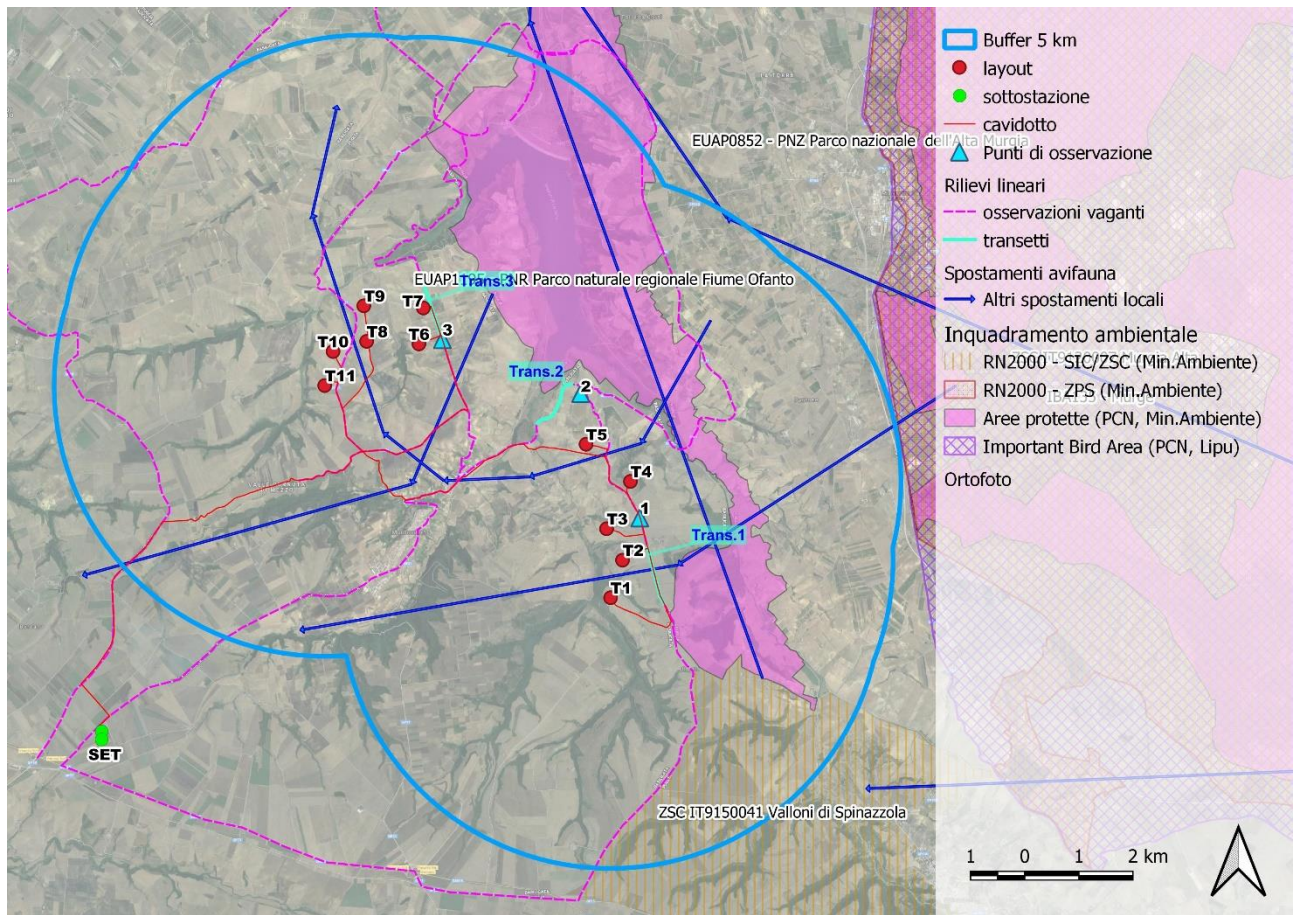 Buffer 5 km
layout
sottostazione
cavidotto
Punti di osservazione
Rilievi lineari
osservazioni vaganti
transetti
Spostamenti avifauna
Altri spostamenti locali
Inquadramento ambientale
RN2000 - SIC/ZSC (Min.Ambiente)
RN2000 - ZPS (Min.Ambiente)
Aree protette (PCN, Min.Ambiente)
Important Bird Area (PCN, Lipu)
Ortofoto
EUAP0852 - PNZ Parco nazionale dell'Alta Murgia
Parco naturale regionale Fiume Ofanto
Trans.3
T9
T7
T8
T6
3
T10
T11
Trans.2
2
T5
T4
1
T3
Trans.1
T2
T1
SET
ZSC IT9150041 Valloni di Spinazzola
1 0 1 2 km